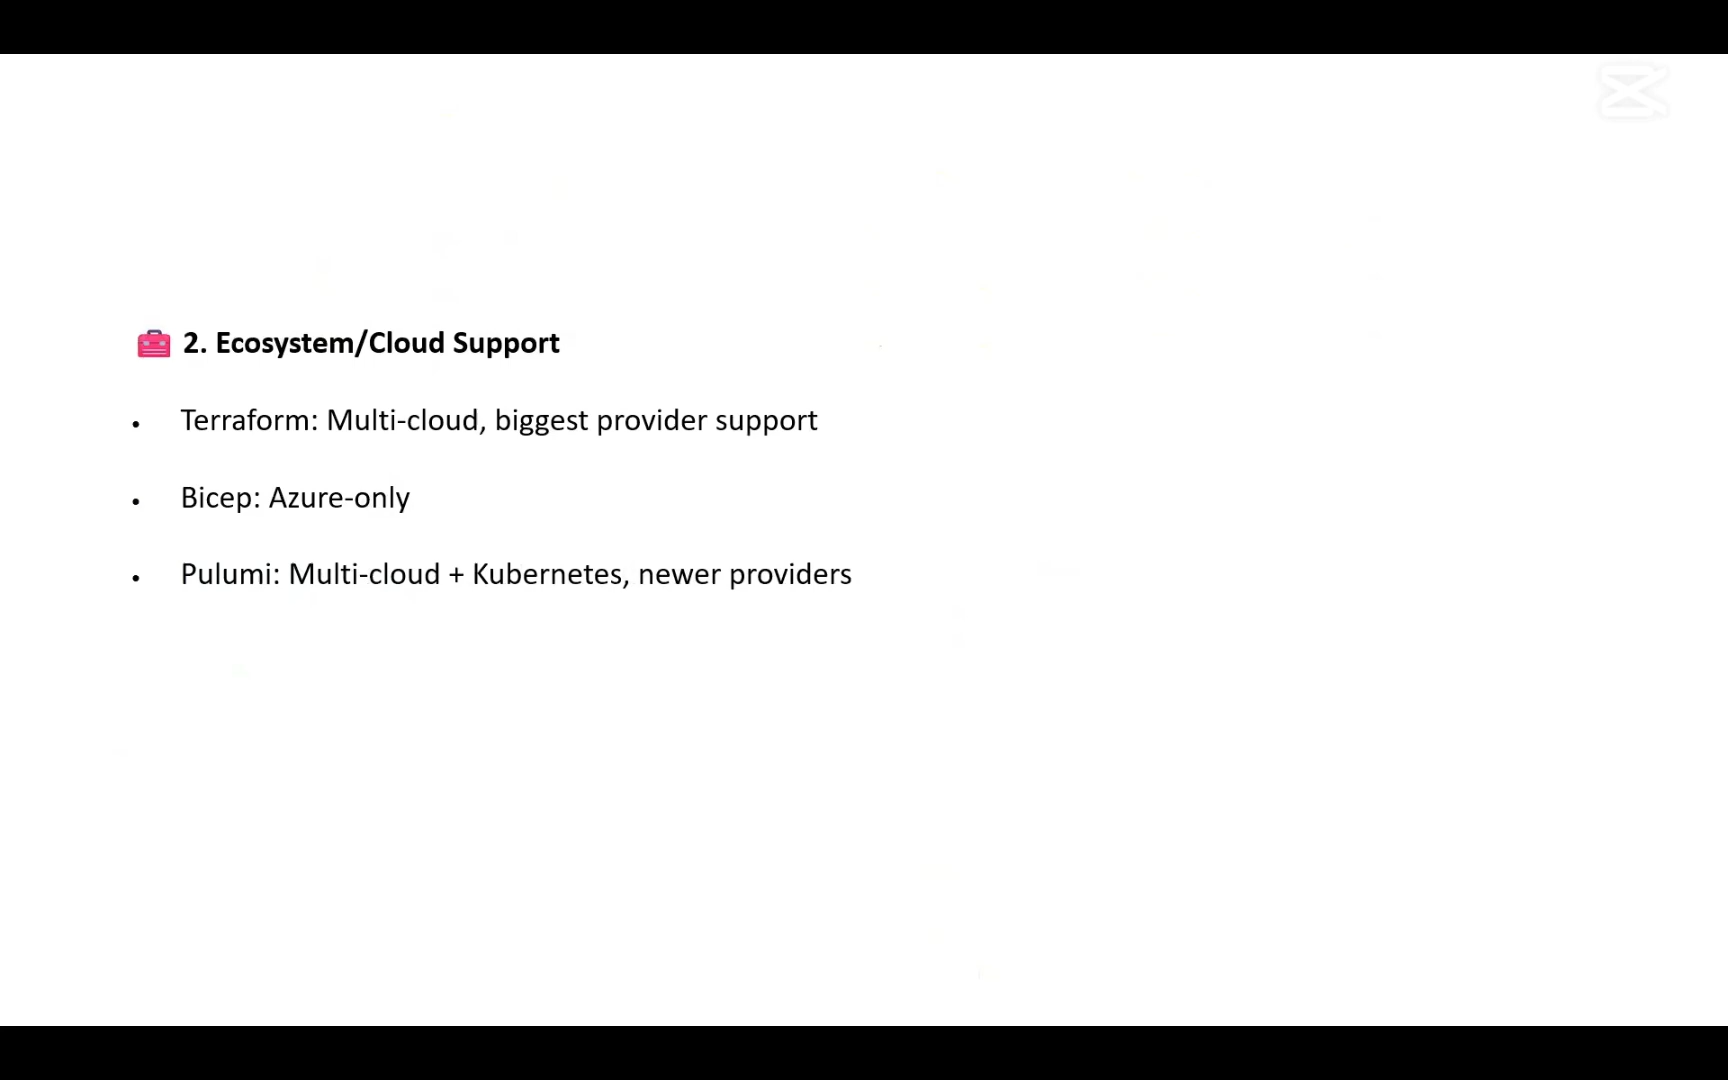 🧰 2. Ecosystem/Cloud Support
• Terraform: Multi-cloud, biggest provider support
• Bicep: Azure-only
• Pulumi: Multi-cloud + Kubernetes, newer providers